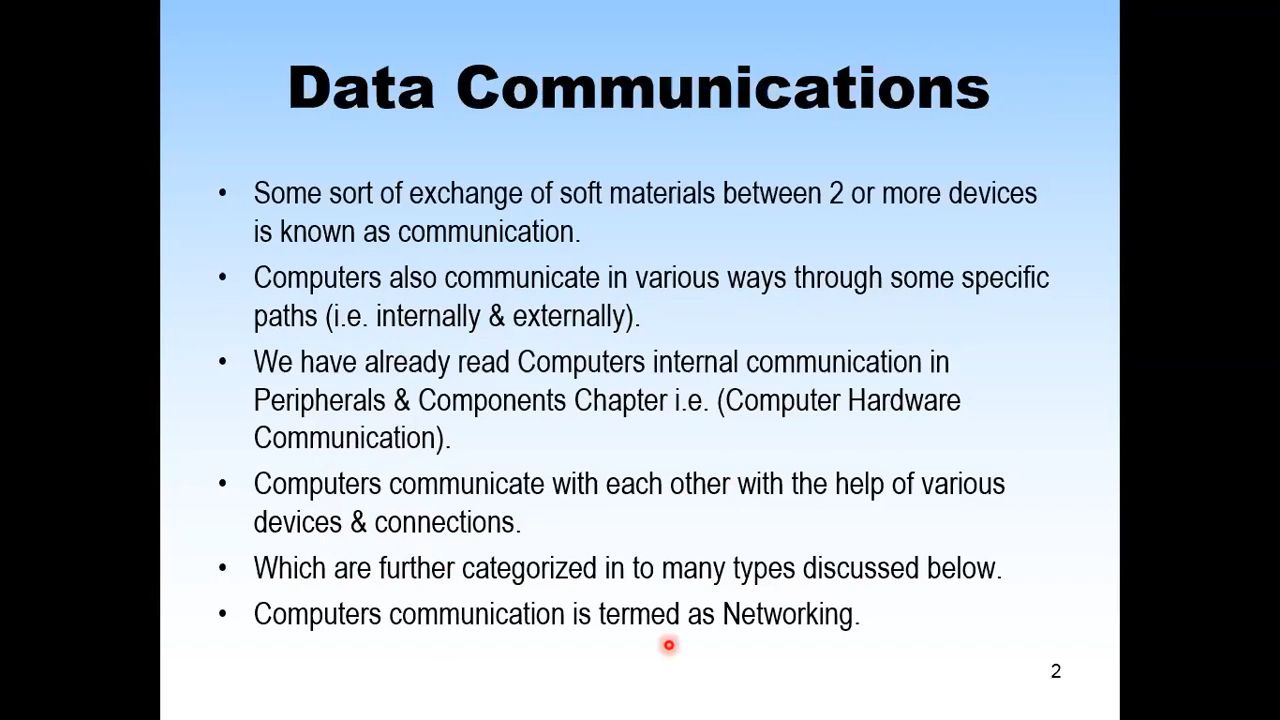 Data Communications
• Some sort of exchange of soft materials between 2 or more devices
is known as communication.
• Computers also communicate in various ways through some specific
paths (i.e. internally & externally).
• We have already read Computers internal communication in
Peripherals & Components Chapter i.e. (Computer Hardware
Communication).
• Computers communicate with each other with the help of various
devices & connections.
• Which are further categorized in to many types discussed below.
• Computers communication is termed as Networking.
2